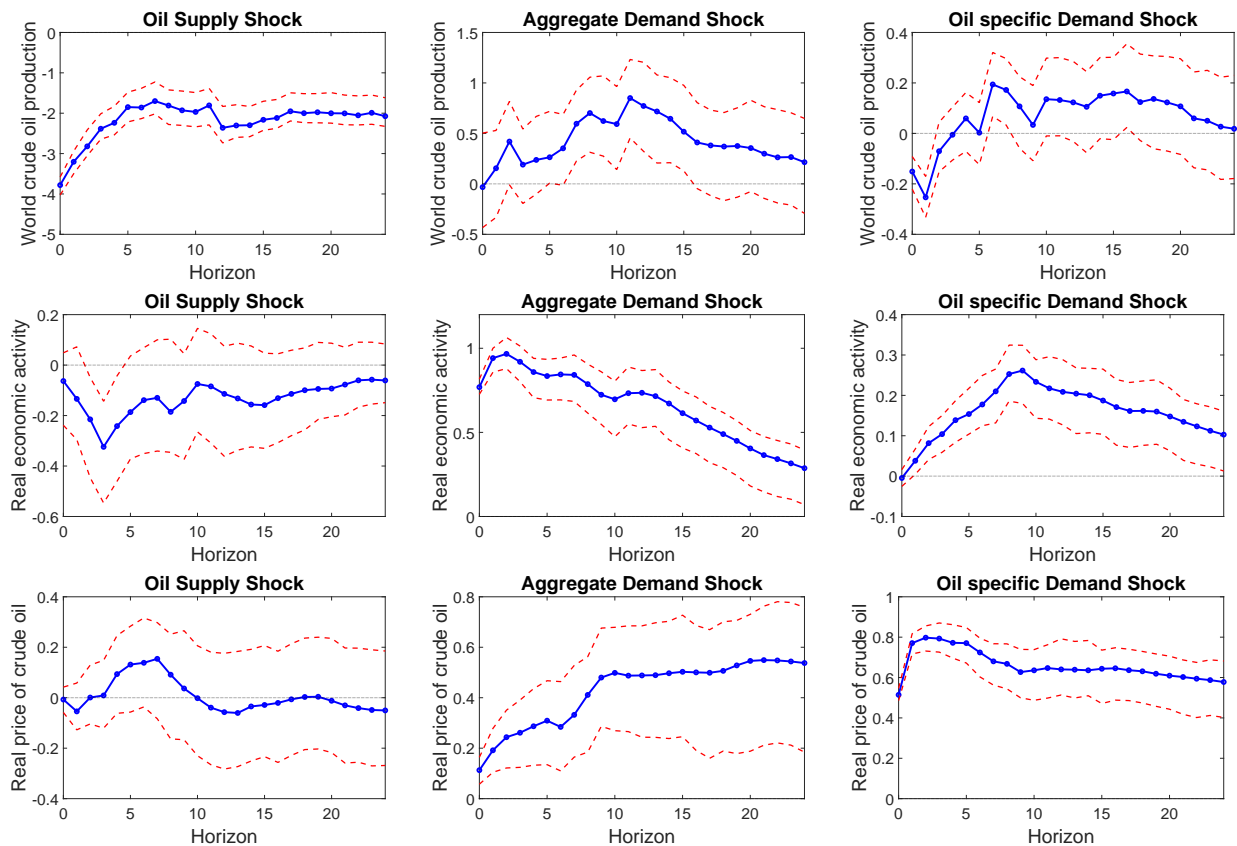 Oil Supply Shock
Aggregate Demand Shock
Oil specific Demand Shock
World crude oil production
0
-1
-2
-3
-4
-5
0 5 10 15 20
Horizon
World crude oil production
1.5
1
0.5
0
-0.5
0 5 10 15 20
Horizon
World crude oil production
0.4
0.2
0
-0.2
-0.4
0 5 10 15 20
Horizon
Oil Supply Shock
Aggregate Demand Shock
Oil specific Demand Shock
Real economic activity
0.2
0
-0.2
-0.4
-0.6
0 5 10 15 20
Horizon
Real economic activity
1
0.5
0
0 5 10 15 20
Horizon
Real economic activity
0.4
0.3
0.2
0.1
0
-0.1
0 5 10 15 20
Horizon
Oil Supply Shock
Aggregate Demand Shock
Oil specific Demand Shock
Real price of crude oil
0.4
0.2
0
-0.2
-0.4
0 5 10 15 20
Horizon
Real price of crude oil
0.8
0.6
0.4
0.2
0
0 5 10 15 20
Horizon
Real price of crude oil
1
0.8
0.6
0.4
0.2
0
0 5 10 15 20
Horizon